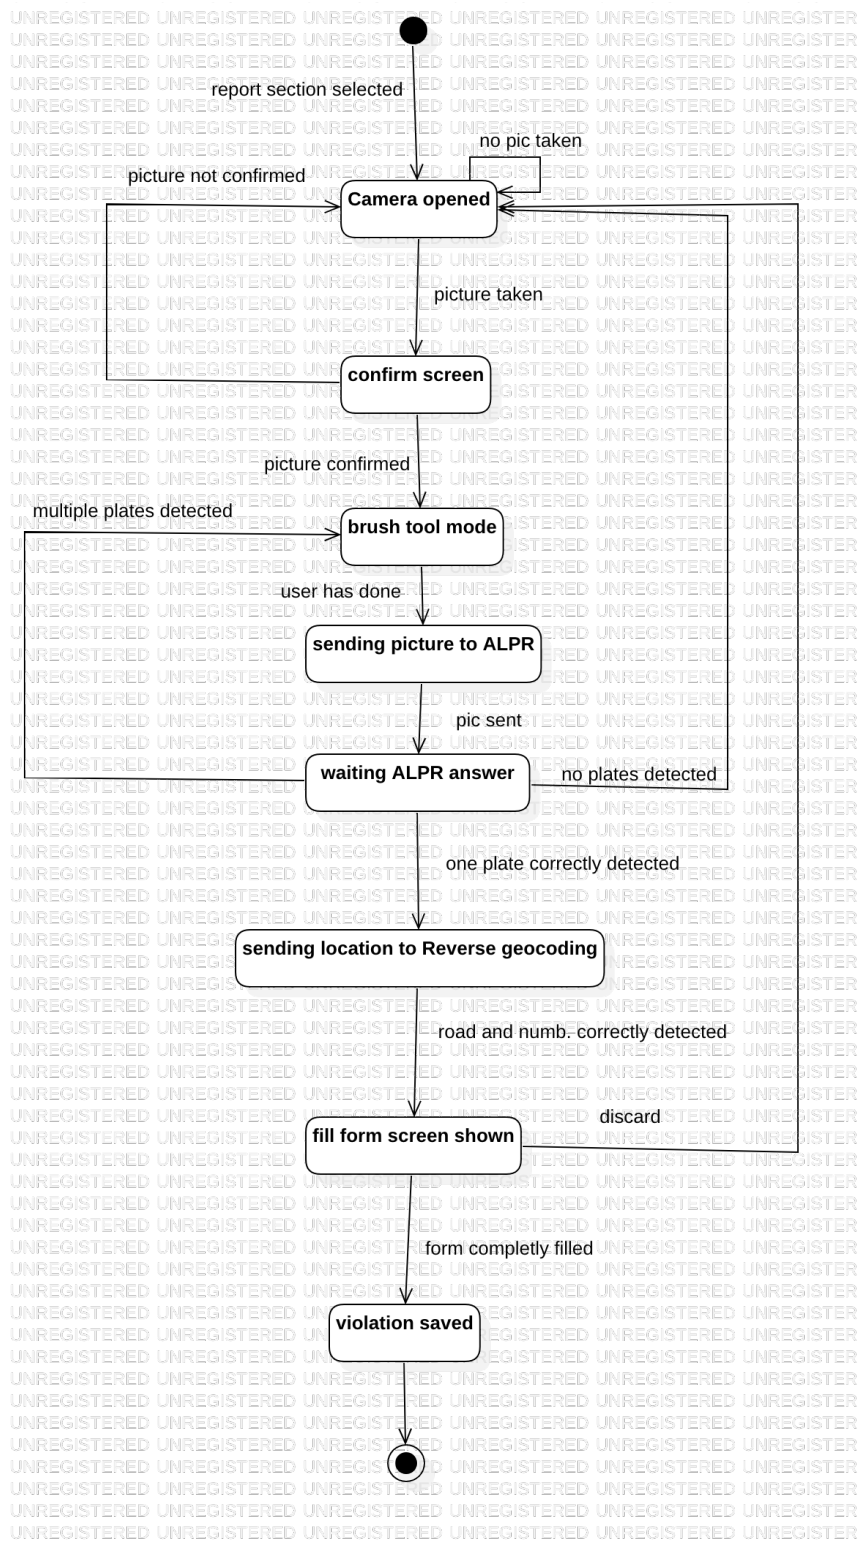 report section selected
no pic taken
picture not confirmed
Camera opened
picture taken
confirm screen
picture confirmed
multiple plates detected
brush tool mode
user has done
sending picture to ALPR
pic sent
waiting ALPR answer
no plates detected
one plate correctly detected
sending location to Reverse geocoding
road and numb. correctly detected
discard
fill form screen shown
form completly filled
violation saved
UNREGISTERED